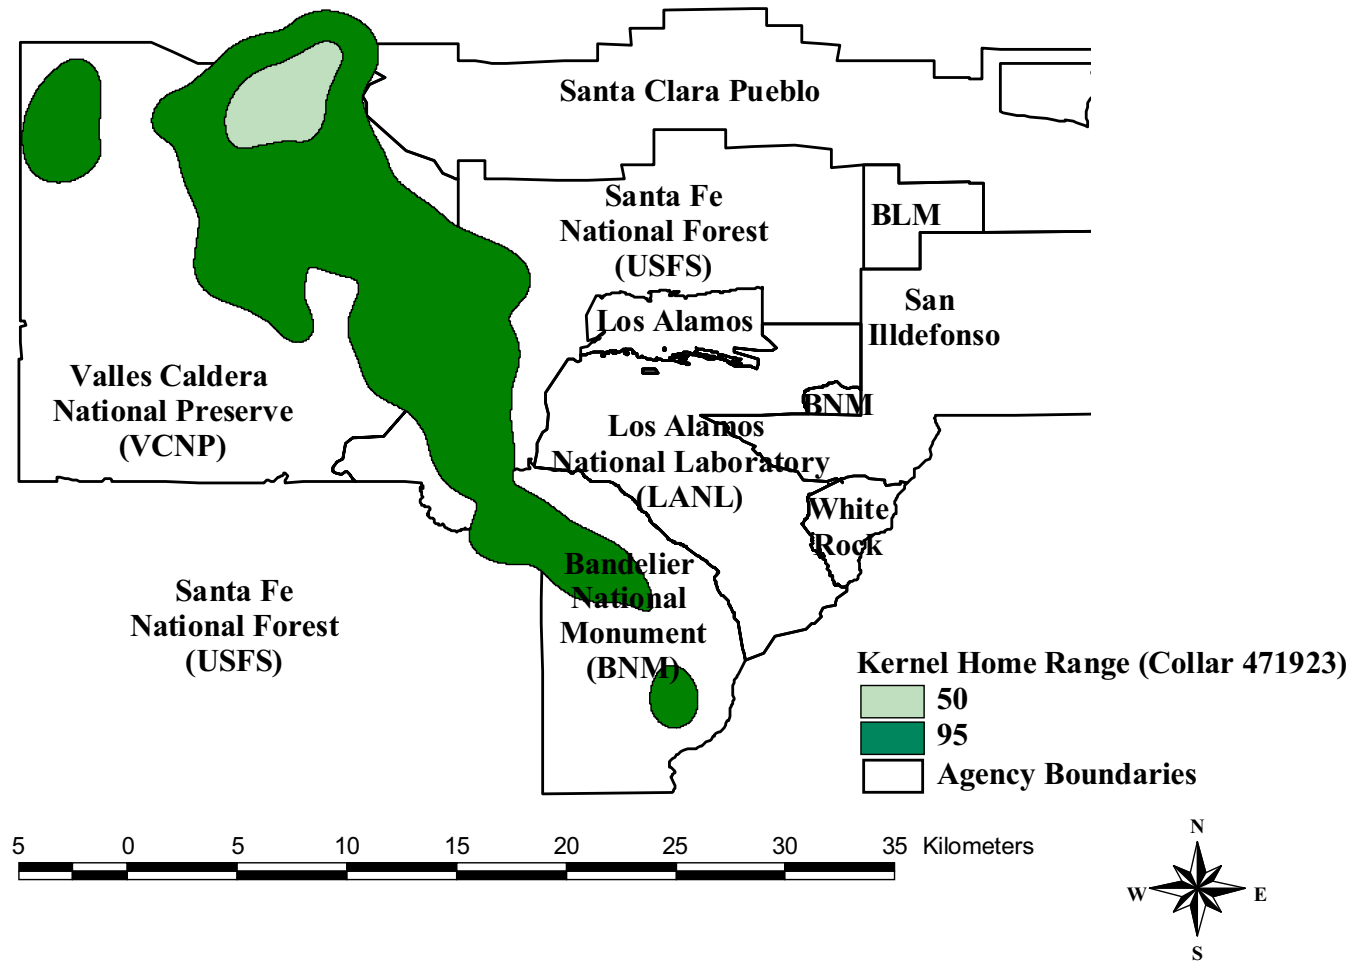 Santa Clara Pueblo
Santa Fe
National Forest
(USFS)
BLM
San
Illdefonso
Los Alamos
Valles Caldera
National Preserve
(VCNP)
BNM
Los Alamos
National Laboratory
(LANL)
White
Rock
Bandelier
National
Monument
(BNM)
Santa Fe
National Forest
(USFS)
Kernel Home Range (Collar 471923)
50
95
Agency Boundaries
5 0 5 10 15 20 25 30 35 Kilometers
N
W E
S